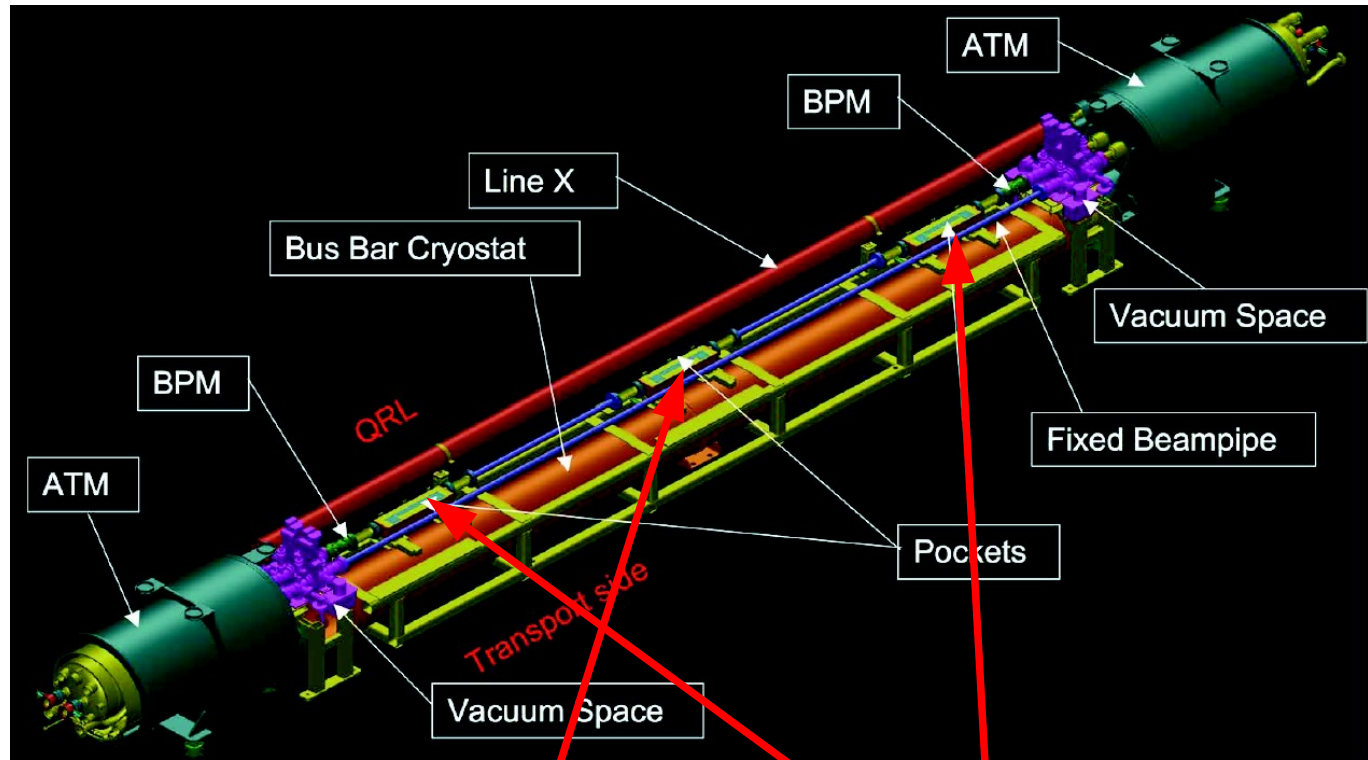 ATM
BPM
Line X
Bus Bar Cryostat
Vacuum Space
BPM
QRL
Fixed Beampipe
ATM
Pockets
Transport side
Vacuum Space